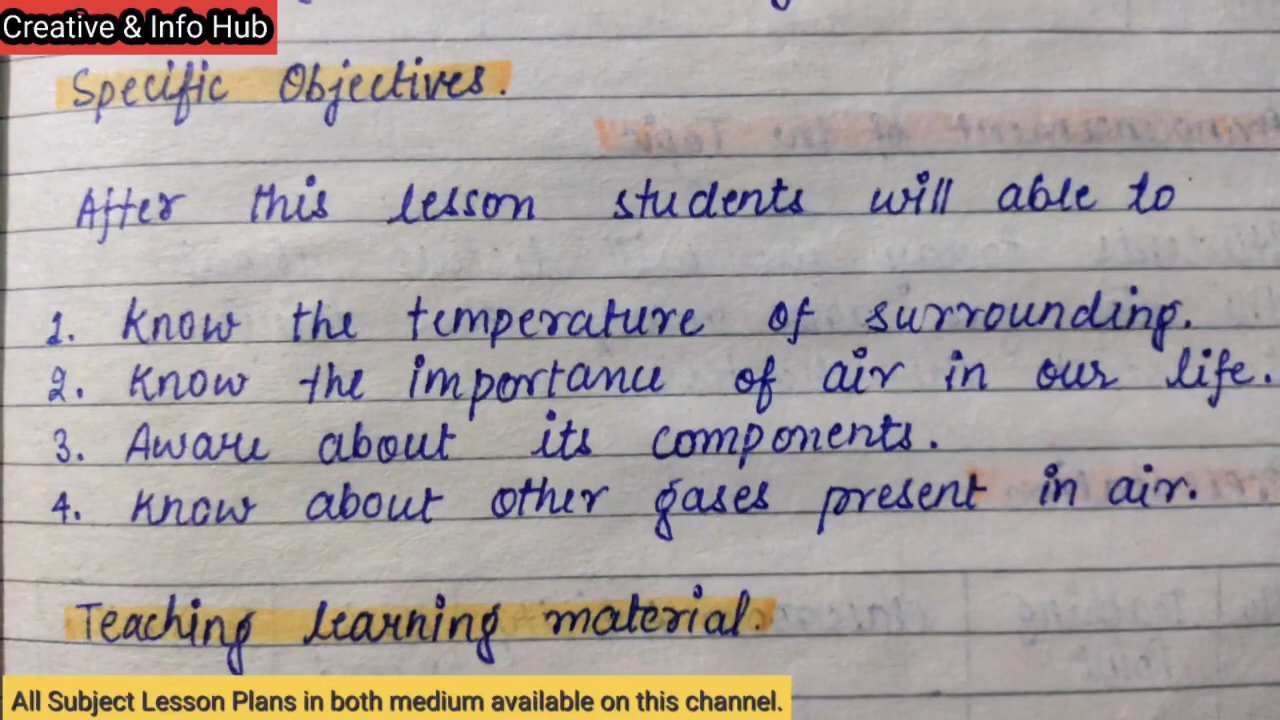 Creative & Info Hub
Specific Objectives.
After this lesson students will able to
1. Know the temperature of surrounding.
2. Know the importance of air in our life.
3. Aware about its components.
4. Know about other gases present in air.
Teaching learning material.
All Subject Lesson Plans in both medium available on this channel.